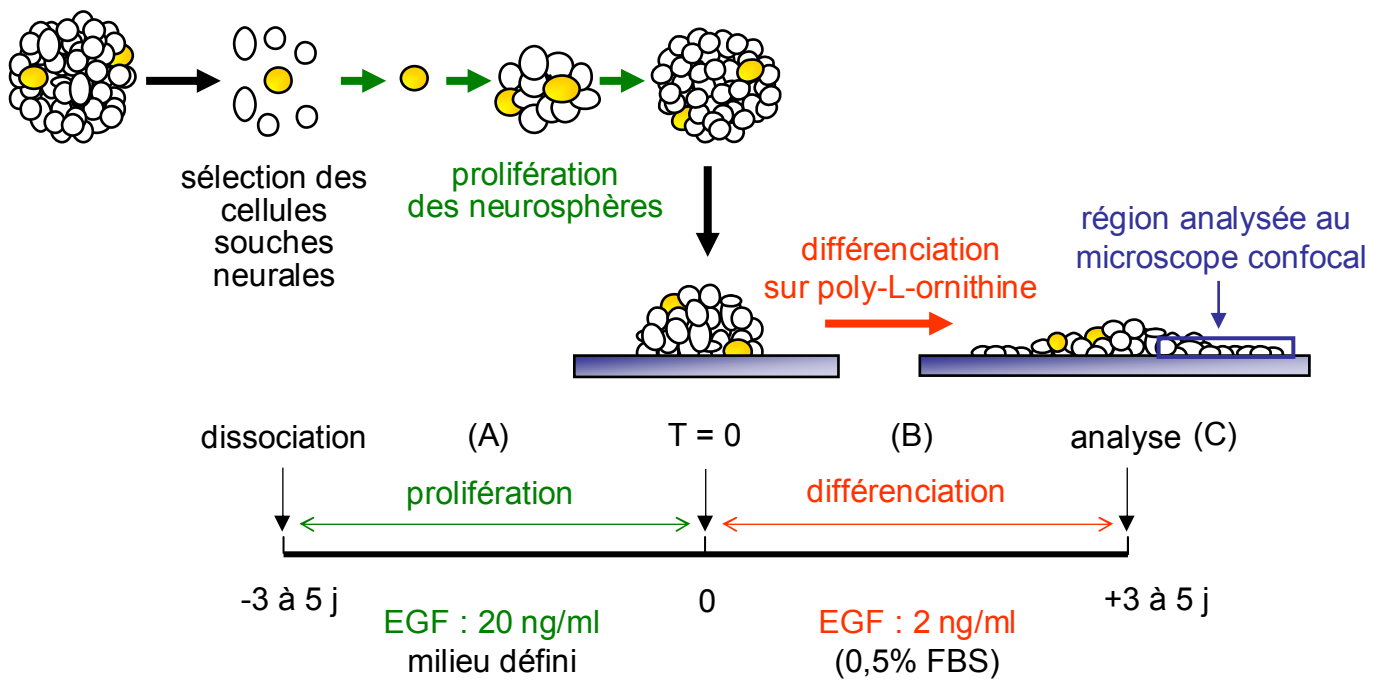 sélection des
cellules
souches
neurales
prolifération
des neurosphères
différenciation
sur poly-L-ornithine
région analysée au
microscope confocal
dissociation
(A)
T = 0
(B)
analyse (C)
prolifération
différenciation
-3 à 5 j
0
+3 à 5 j
EGF : 20 ng/ml
milieu défini
EGF : 2 ng/ml
(0,5% FBS)